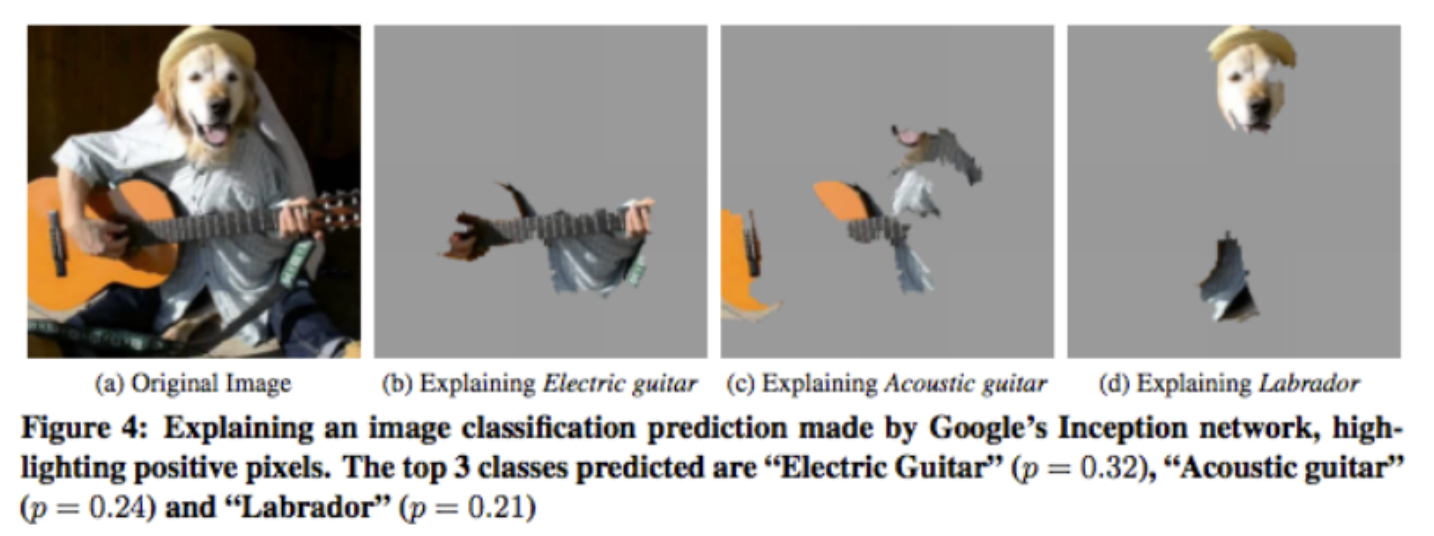 (a) Original Image
(b) Explaining Electric guitar
(c) Explaining Acoustic guitar
(d) Explaining Labrador
Figure 4: Explaining an image classification prediction made by Google's Inception network, high-
lighting positive pixels. The top 3 classes predicted are “Electric Guitar” (p = 0.32), “Acoustic guitar”
(p = 0.24) and “Labrador” (p = 0.21)